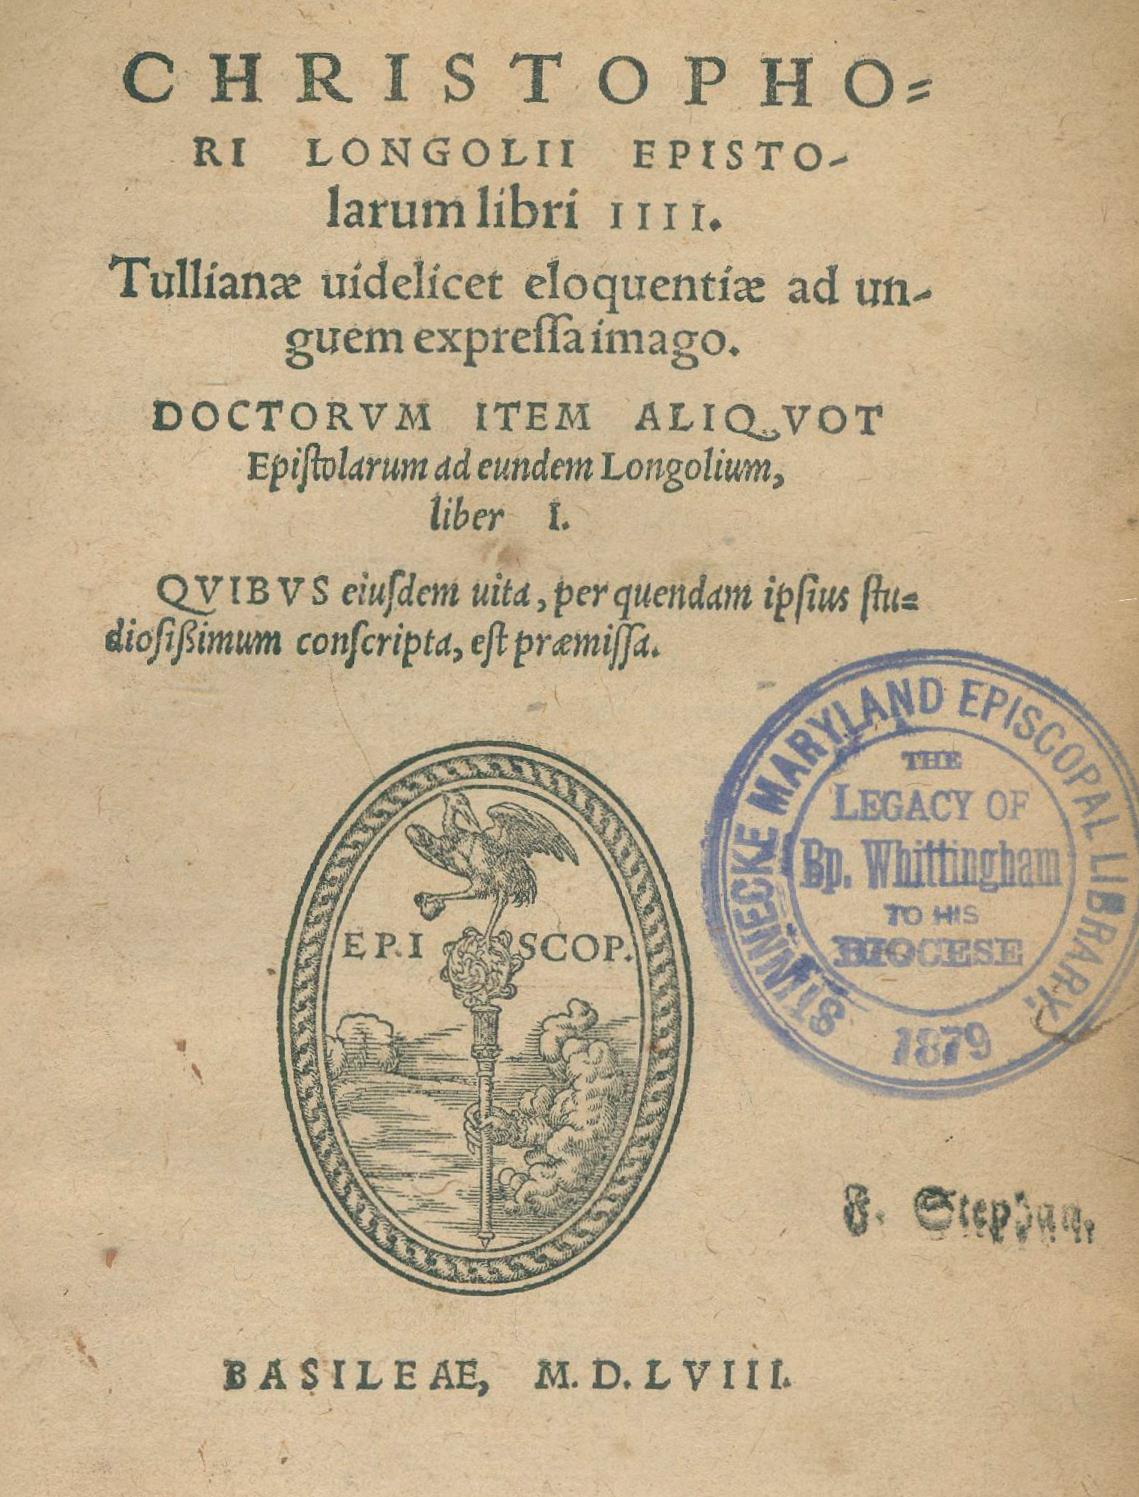 CHRISTOPHO=
RI LONGOLII EPISTO-
larum libri IIII.
Tullianæ uidelicet eloquentiæ ad un-
guem expreſſa imago.
DOCTORVM ITEM ALIQVOT
Epiſtolarum ad eundem Longolium,
liber I.
QVIBVS eiuſdem uita, per quendam ipſius ſtu=
dioſißimum conſcripta, eſt præmiſſa.
EPI SCOP.
STINNECKE MARYLAND EPISCOPAL LIBRARY.
THE
LEGACY OF
Bp. Whittingham
TO HIS
DIOCESE
1879
F. Stephan.
BASILEAE, M. D. LVIII.